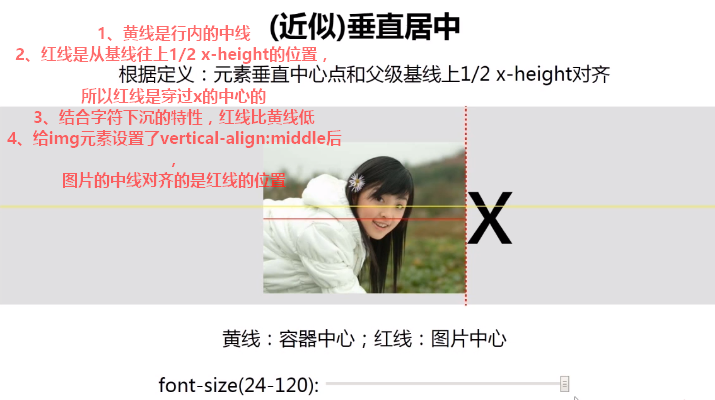 (近似)垂直居中
1、黄线是行内的中线
2、红线是从基线往上1/2 x-height的位置，
根据定义：元素垂直中心点和父级基线上1/2 x-height对齐
所以红线是穿过x的中心的
3、结合字符下沉的特性，红线比黄线低
4、给img元素设置了vertical-align:middle后
，
图片的中线对齐的是红线的位置
x
黄线：容器中心；红线：图片中心
font-size(24-120):